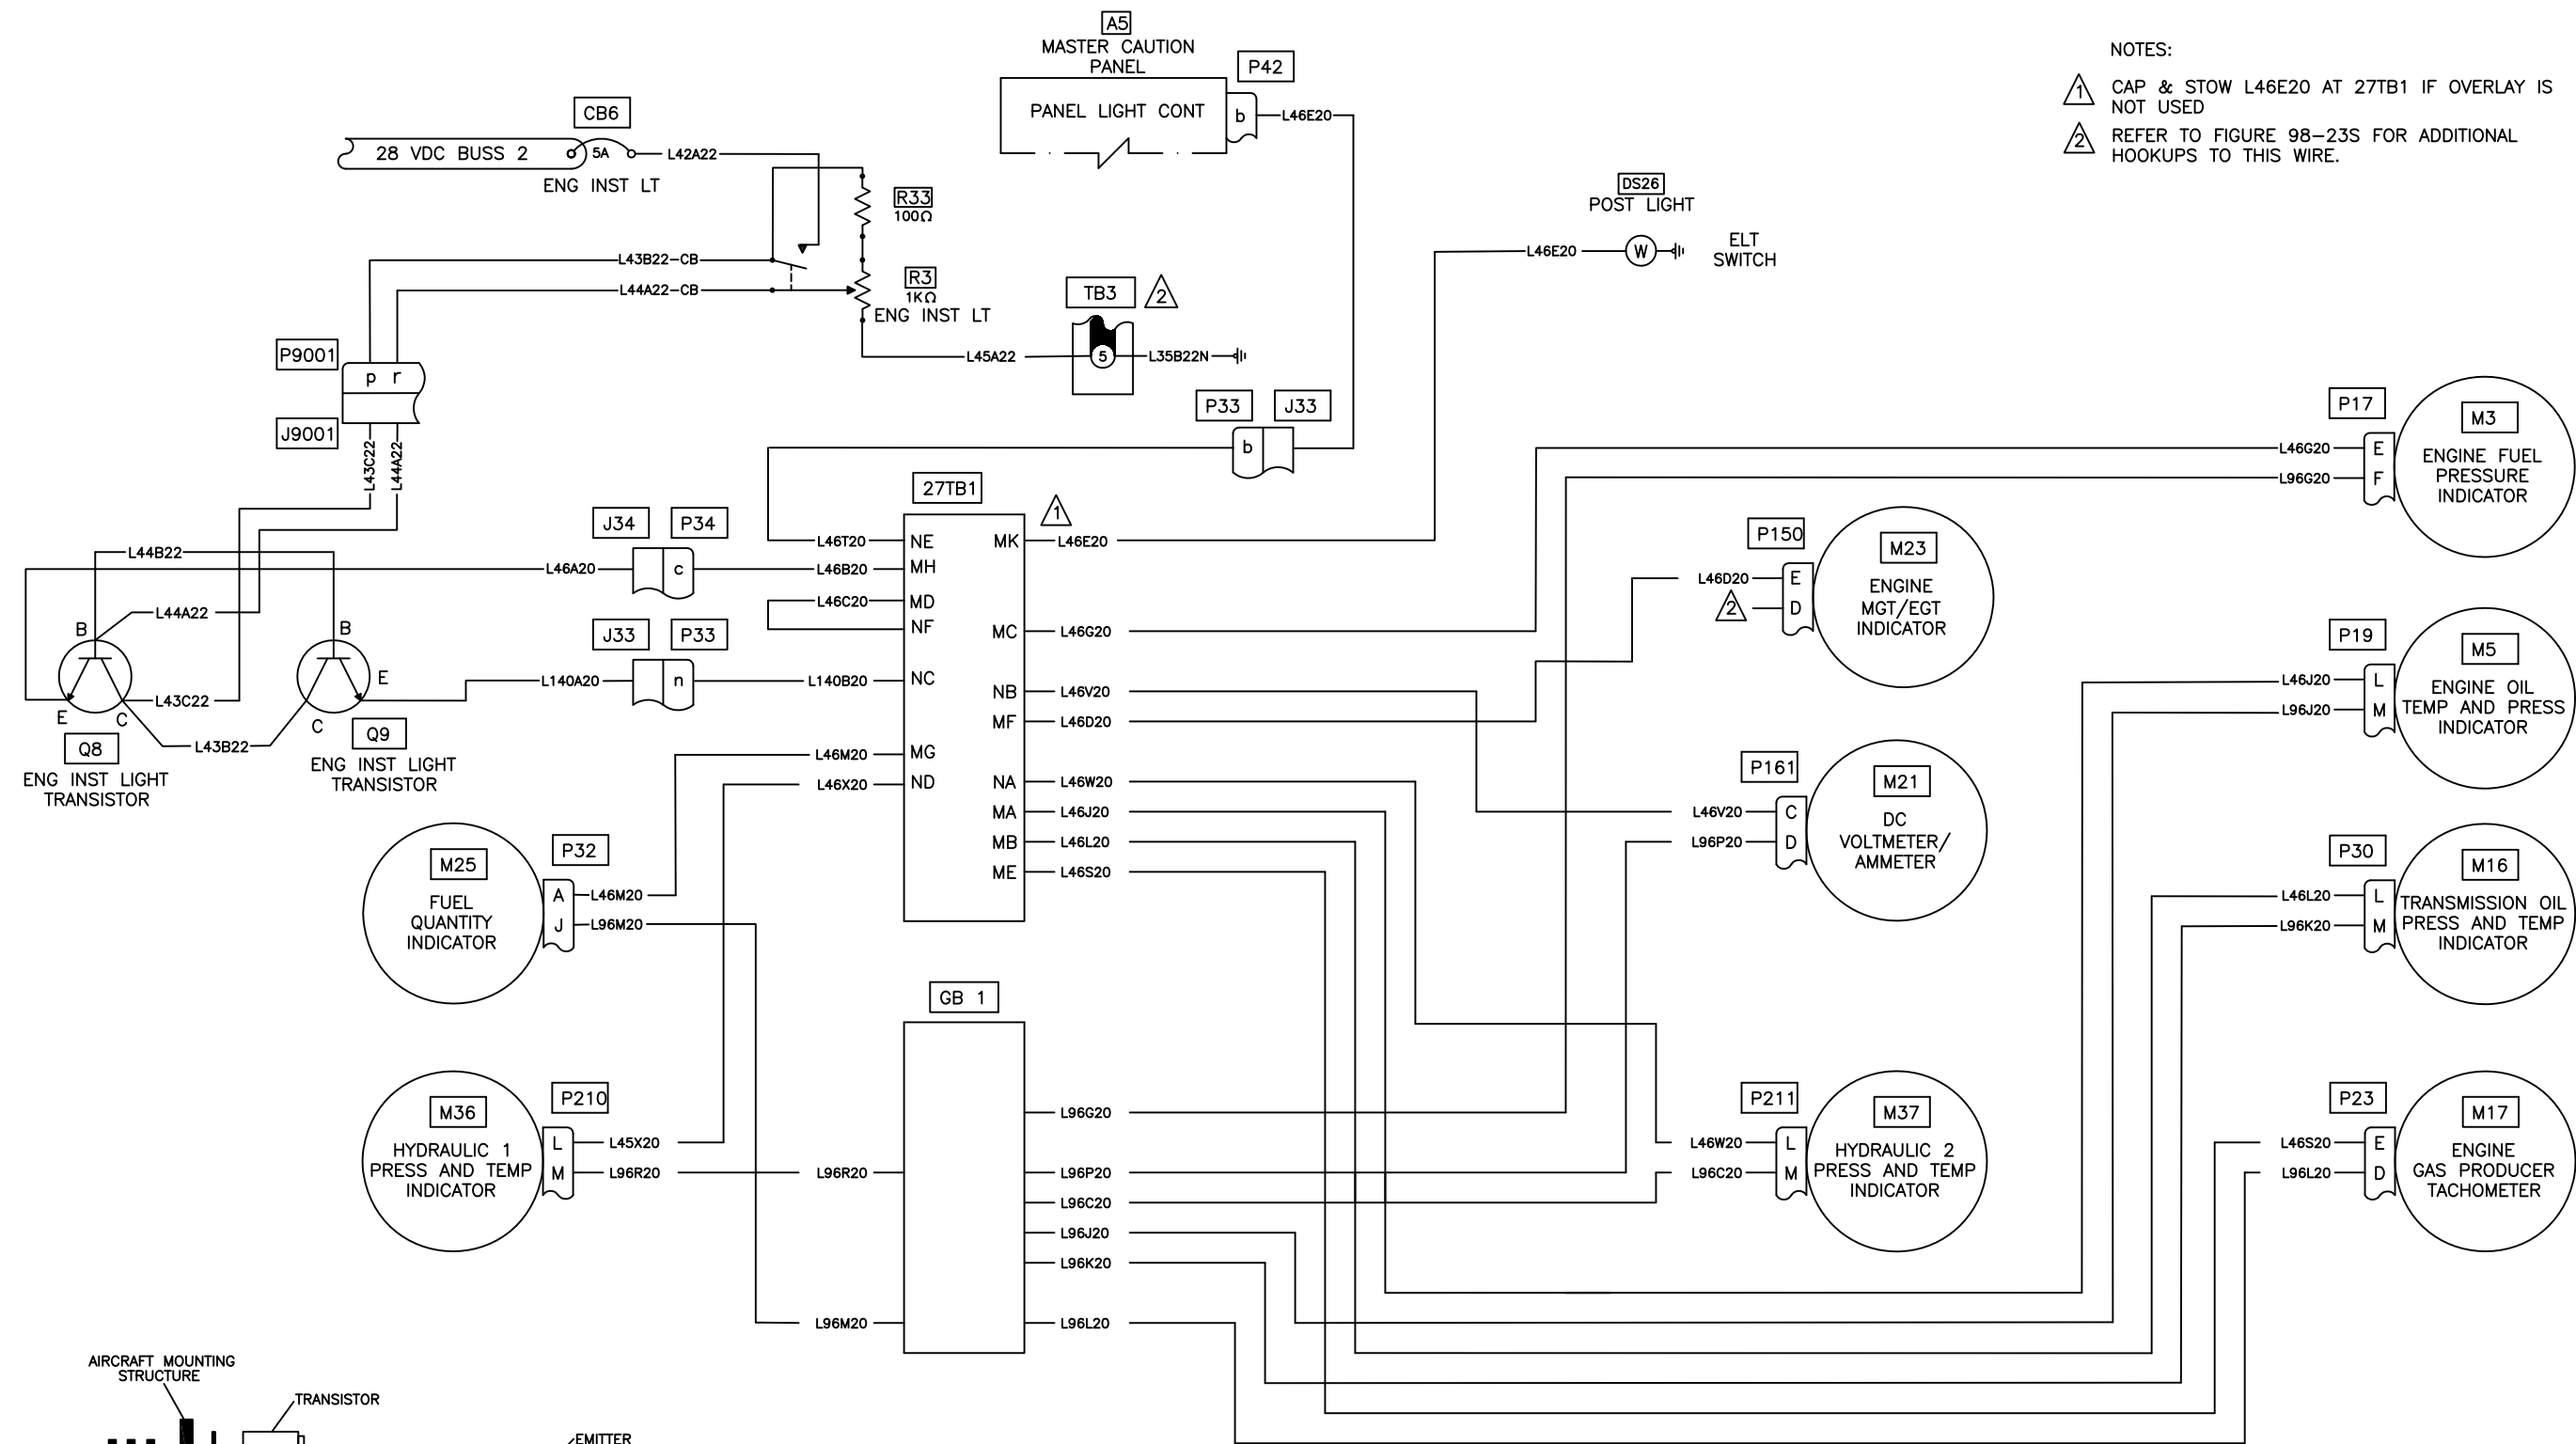 A5
MASTER CAUTION
PANEL
P42
PANEL LIGHT CONT
b
L46E20
NOTES:
1 CAP & STOW L46E20 AT 27TB1 IF OVERLAY IS
NOT USED
2 REFER TO FIGURE 98-23S FOR ADDITIONAL
HOOKUPS TO THIS WIRE.
CB6
28 VDC BUSS 2
5A
L42A22
ENG INST LT
R33
100Ω
DS26
POST LIGHT
L46E20
W
ELT
SWITCH
L43B22-CB
L44A22-CB
R3
1KΩ
ENG INST LT
TB3
2
L45A22
5
L35B22N
P9001
p r
J9001
L43C22
L44A22
P33
J33
b
P17
M3
L46G20
E
L96G20
F
ENGINE FUEL
PRESSURE
INDICATOR
27TB1
1
J34
P34
L44B22
L46A20
c
L46T20
NE
MK
L46E20
L46B20
MH
L46C20
MD
NF
MC
L46G20
P150
M23
L46D20
E
2
D
ENGINE
MGT/EGT
INDICATOR
L44A22
B
B
J33
P33
E
L43C22
L140A20
n
L140B20
NC
NB
L46V20
MF
L46D20
P19
M5
L46J20
L
L96J20
M
ENGINE OIL
TEMP AND PRESS
INDICATOR
E
C
C
Q8
L43B22
Q9
ENG INST LIGHT
TRANSISTOR
ENG INST LIGHT
TRANSISTOR
L46M20
MG
L46X20
ND
NA
L46W20
MA
L46J20
MB
L46L20
ME
L46S20
P161
M21
L46V20
C
L96P20
D
DC
VOLTMETER/
AMMETER
M25
P32
FUEL
QUANTITY
INDICATOR
A
L46M20
J
L96M20
P30
M16
L46L20
L
L96K20
M
TRANSMISSION OIL
PRESS AND TEMP
INDICATOR
GB 1
M36
P210
HYDRAULIC 1
PRESS AND TEMP
INDICATOR
L
L45X20
M
L96R20
L96R20
L96G20
L96P20
L96C20
L96J20
L96K20
L96M20
L96L20
P211
M37
L46W20
L
L96C20
M
HYDRAULIC 2
PRESS AND TEMP
INDICATOR
P23
M17
L46S20
E
L96L20
D
ENGINE
GAS PRODUCER
TACHOMETER
AIRCRAFT MOUNTING
STRUCTURE
TRANSISTOR
EMITTER